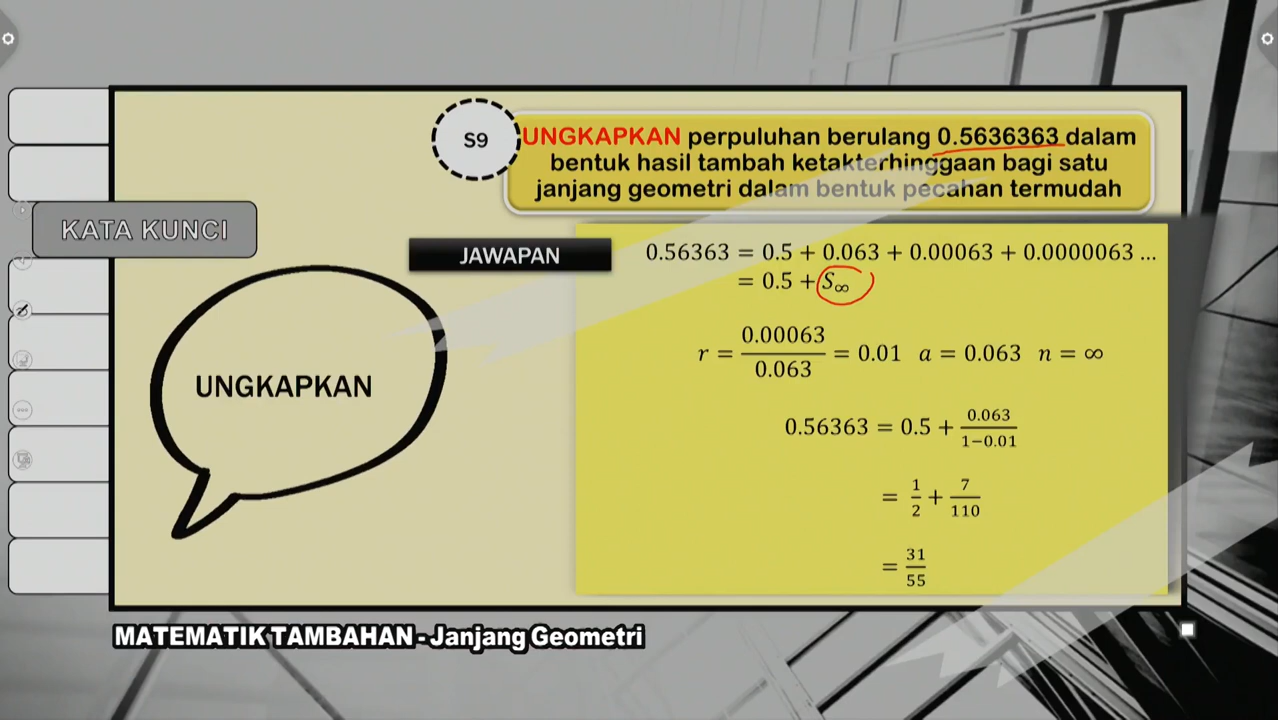 S9
UNGKAPKAN perpuluhan berulang 0.5636363 dalam
bentuk hasil tambah ketakterhinggaan bagi satu
janjang geometri dalam bentuk pecahan termudah
KATA KUNCI
JAWAPAN
0.56363 = 0.5 + 0.063 + 0.00063 + 0.0000063 ...
= 0.5 + S∞
r = 0.00063/0.063 = 0.01 a = 0.063 n = ∞
UNGKAPKAN
0.56363 = 0.5 + 0.063/1−0.01
= 1/2 + 7/110
= 31/55
MATEMATIK TAMBAHAN - Janjang Geometri